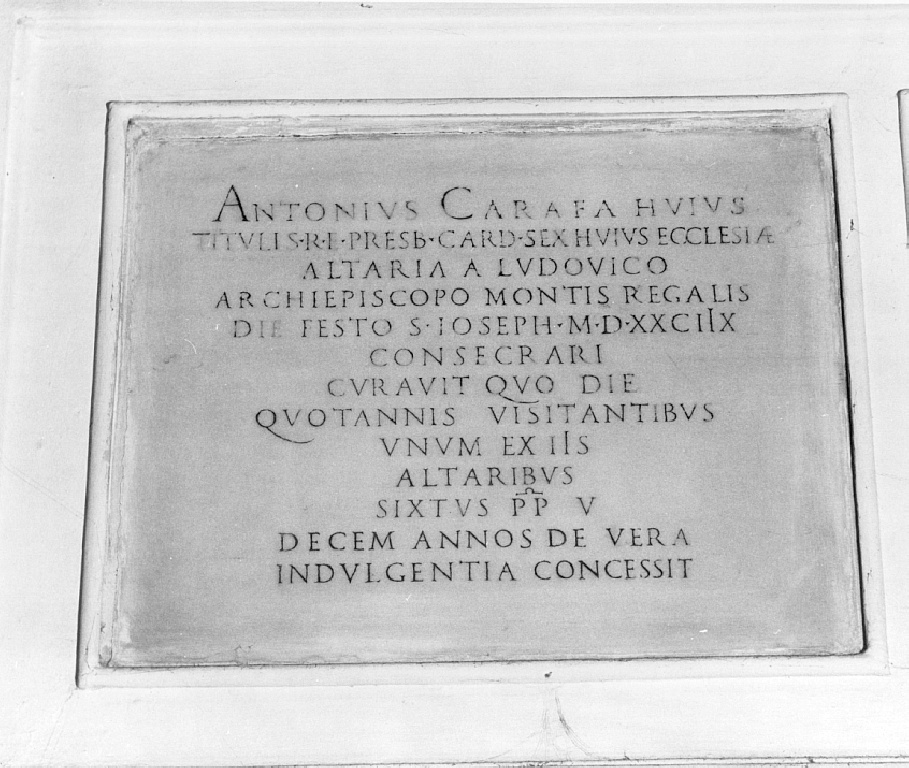 ANTONIVS CARAFA HVIVS
TITVLI S·R·E·PRESB·CARD·SEX HVIVS ECCLESIÆ
ALTARIA A LVDOVICO
ARCHIEPISCOPO MONTIS REGALIS
DIE FESTO S·IOSEPH·M·D·XXCIIX
CONSECRARI
CVRAVIT QVO DIE
QVOTANNIS VISITANTIBVS
VNVM EX IIS
ALTARIBVS
SIXTVS PP V
DECEM ANNOS DE VERA
INDVLGENTIA CONCESSIT